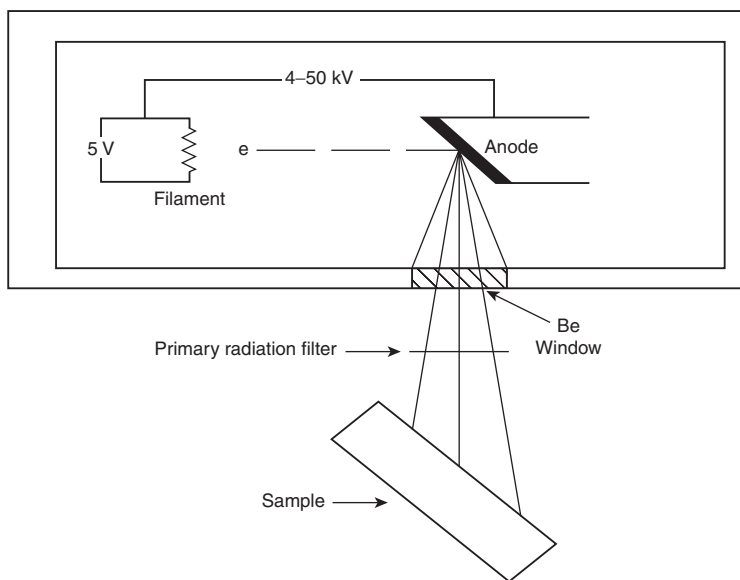 4–50 kV
5 V
e
Anode
Filament
Be
Window
Primary radiation filter
Sample